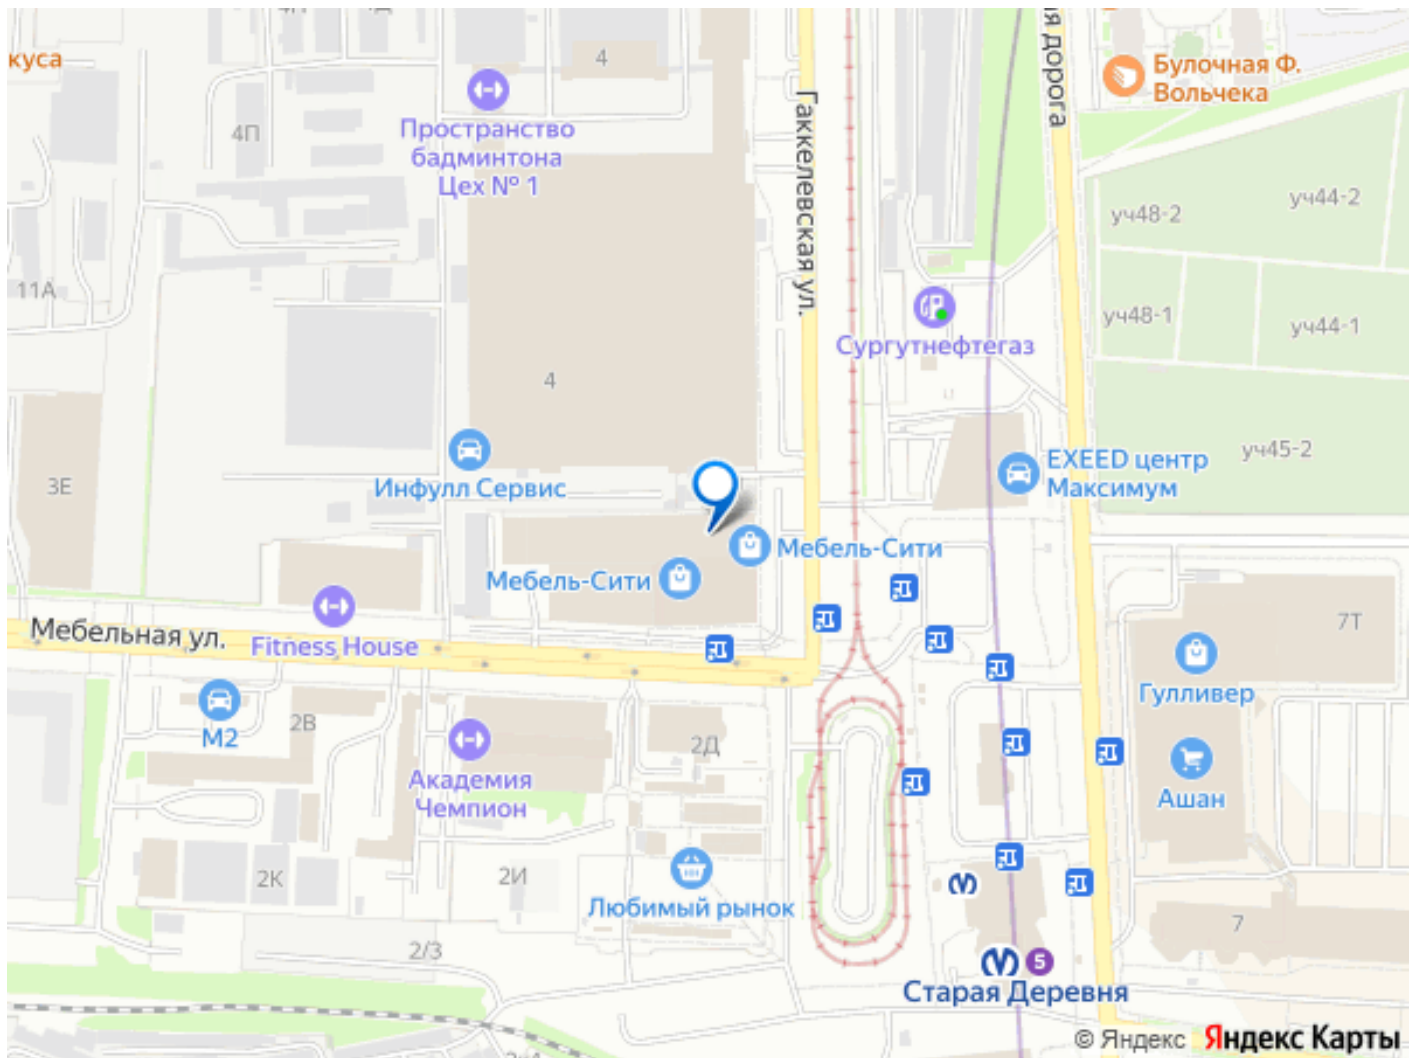 куса
4П
4Д
4
ая дорога
Булочная Ф.
Вольчека
4П
Пространство
бадминтона
Цех № 1
Гаккелевская ул.
уч48-2
уч44-2
11А
Сургутнефтегаз
уч48-1
уч44-1
4
3Е
Инфулл Сервис
EXEED центр
Максимум
уч45-2
Мебель-Сити
Мебель-Сити
Мебельная ул.
Fitness House
7Т
Гулливер
М2
2В
Академия
Чемпион
2Д
Ашан
2К
2И
Любимый рынок
2/3
7
5
Старая Деревня
© Яндекс Яндекс Карты